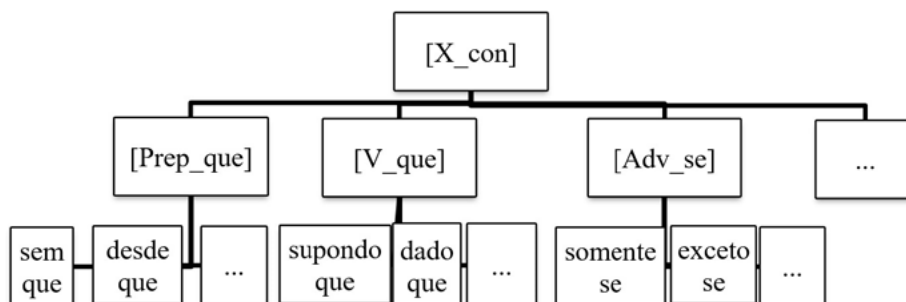 [X_con]
[Prep_que]
[V_que]
[Adv_se]
...
sem
que
desde
que
...
supondo
que
dado
que
...
somente
se
exceto
se
...